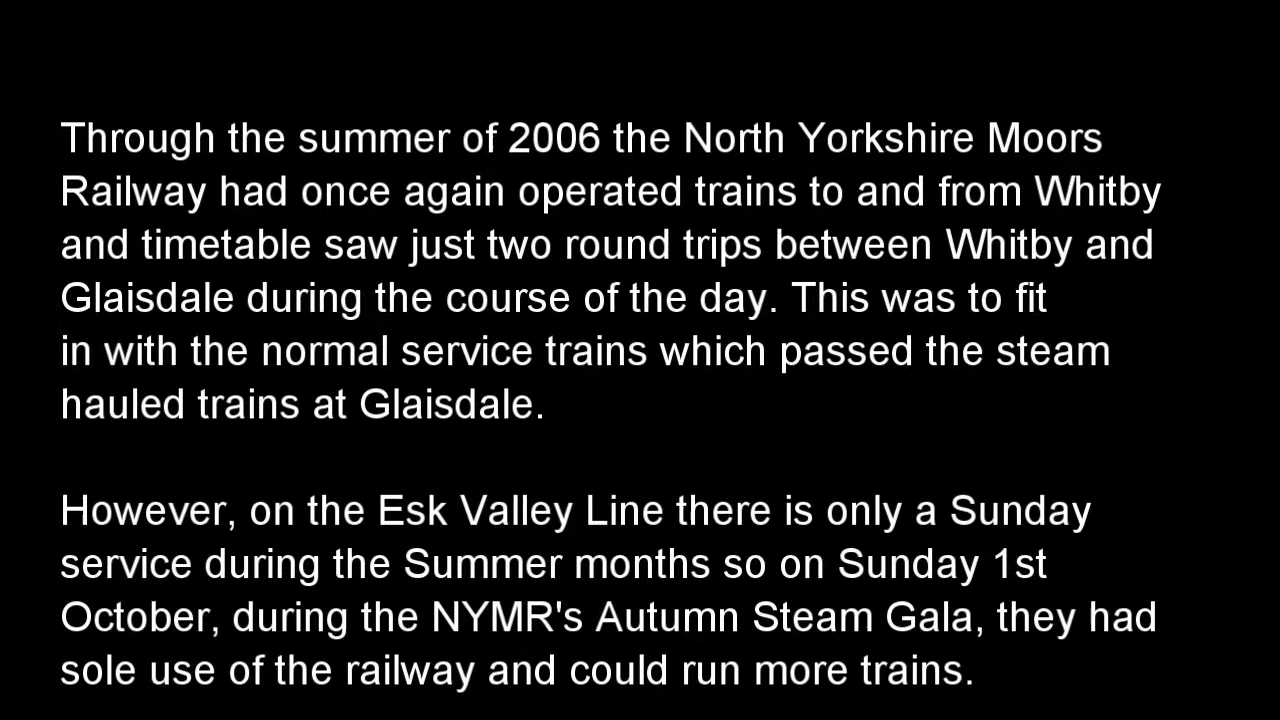 Through the summer of 2006 the North Yorkshire Moors
Railway had once again operated trains to and from Whitby
and timetable saw just two round trips between Whitby and
Glaisdale during the course of the day. This was to fit
in with the normal service trains which passed the steam
hauled trains at Glaisdale.
However, on the Esk Valley Line there is only a Sunday
service during the Summer months so on Sunday 1st
October, during the NYMR's Autumn Steam Gala, they had
sole use of the railway and could run more trains.